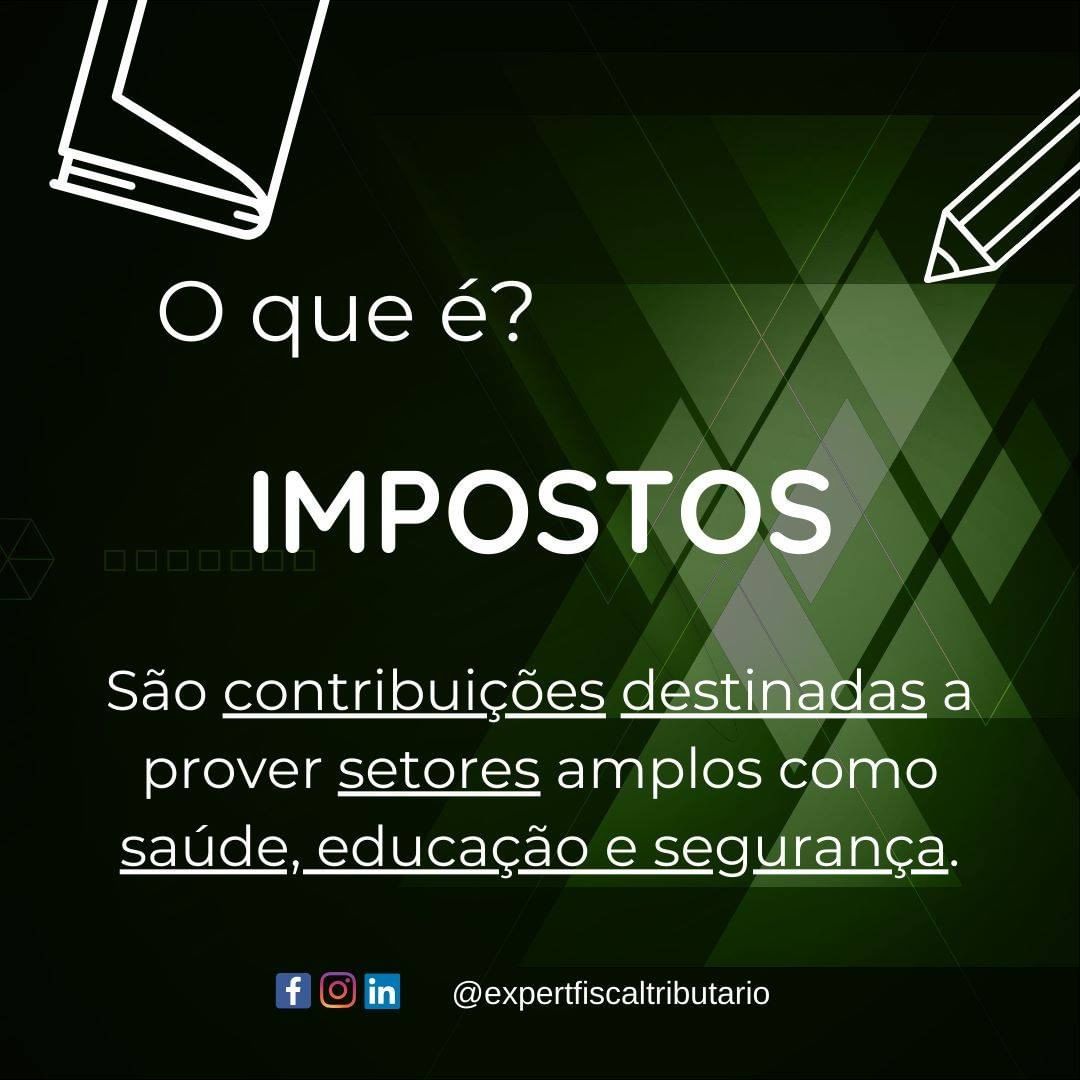 O que é?
IMPOSTOS
São contribuições destinadas a
prover setores amplos como
saúde, educação e segurança.
@expertfiscaltributario